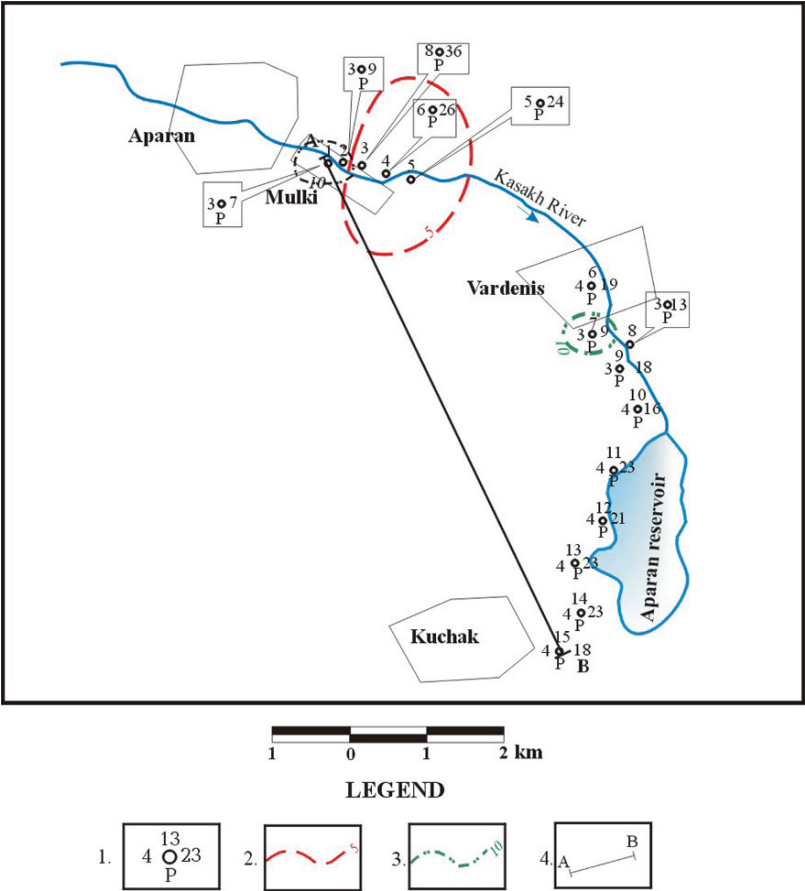 8 36
P
3 9
P
6 26
P
5 24
P
Aparan
A
1
2
3
4
5
10
Mulki
3 7
P
5
Kasakh River
Vardenis
6
4 19
P
3 13
P
7
3 9
P
10
8
9
3 18
P
10
4 16
P
11
4 23
P
12
4 21
P
13
4 23
P
14
4 23
P
15
4 18
P
B
Aparan reservoir
Kuchak
1 0 1 2 km
LEGEND
1.
13
4 23
P
2.
5
3.
10
4.
A
B